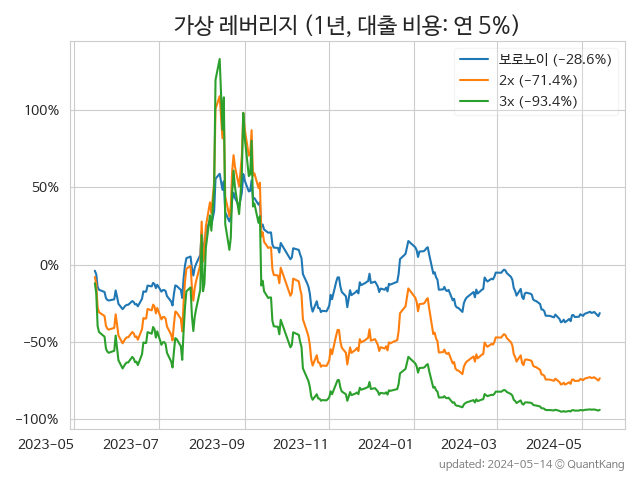 가상 레버리지 (1년, 대출 비용: 연 5%)
보로노이 (−28.6%)
2x (−71.4%)
3x (−93.4%)
100%
50%
0%
−50%
−100%
2023-05 2023-07 2023-09 2023-11 2024-01 2024-03 2024-05
updated: 2024-05-14 © QuantKang